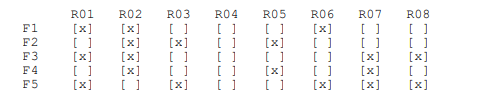 R01 R02 R03 R04 R05 R06 R07 R08
F1 [x] [x] [ ] [ ] [ ] [x] [ ] [ ]
F2 [ ] [x] [x] [ ] [x] [ ] [ ] [ ]
F3 [x] [x] [ ] [ ] [ ] [ ] [x] [x]
F4 [ ] [x] [ ] [ ] [x] [ ] [x] [ ]
F5 [x] [ ] [x] [ ] [ ] [x] [x] [x]